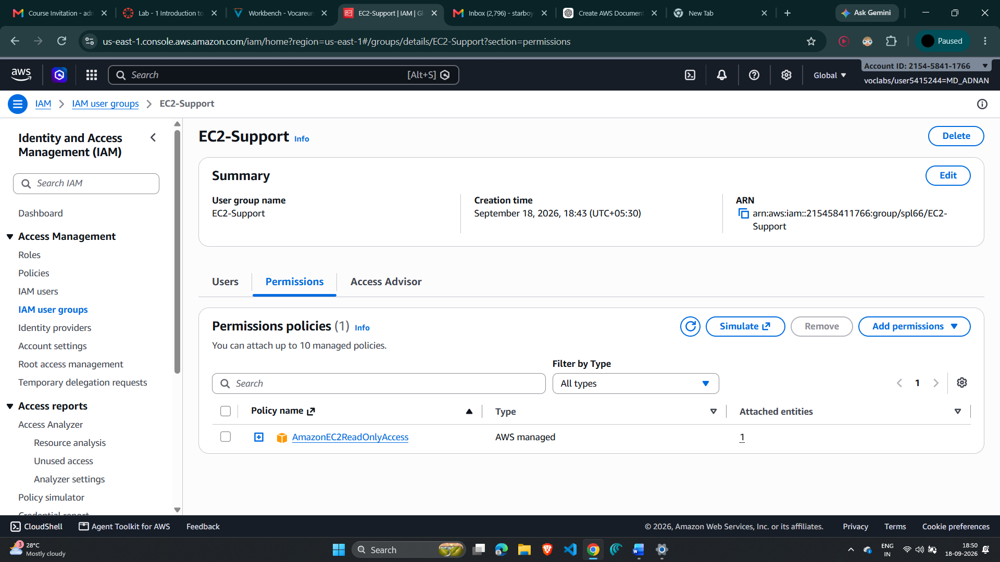 Course Invitation - adn
Lab - 1 Introduction to
Workbench - Vocareun
EC2-Support | IAM | Gl
Inbox (2,796) - starboy
Create AWS Document
New Tab
Ask Gemini
us-east-1.console.aws.amazon.com/iam/home?region=us-east-1#/groups/details/EC2-Support?section=permissions
Paused
aws
Search
[Alt+S]
Global
Account ID: 2154-5841-1766
voclabs/user5415244=MD_ADNAN
IAM
IAM user groups
EC2-Support
Identity and Access
Management (IAM)
Search IAM
Dashboard
Access Management
Roles
Policies
IAM users
IAM user groups
Identity providers
Account settings
Root access management
Temporary delegation requests
Access reports
Access Analyzer
Resource analysis
Unused access
Analyzer settings
Policy simulator
Credential report
EC2-Support Info
Delete
Summary
Edit
User group name
EC2-Support
Creation time
September 18, 2026, 18:43 (UTC+05:30)
ARN
arn:aws:iam::215458411766:group/spl66/EC2-
Support
Users
Permissions
Access Advisor
Permissions policies (1) Info
Simulate
Remove
Add permissions
You can attach up to 10 managed policies.
Filter by Type
Search
All types
1
Policy name
Type
Attached entities
AmazonEC2ReadOnlyAccess
AWS managed
1
CloudShell
Agent Toolkit for AWS
Feedback
© 2026, Amazon Web Services, Inc. or its affiliates.
Privacy
Terms
Cookie preferences
3
28°C
Mostly cloudy
Search
ENG
IN
18:50
18-09-2026